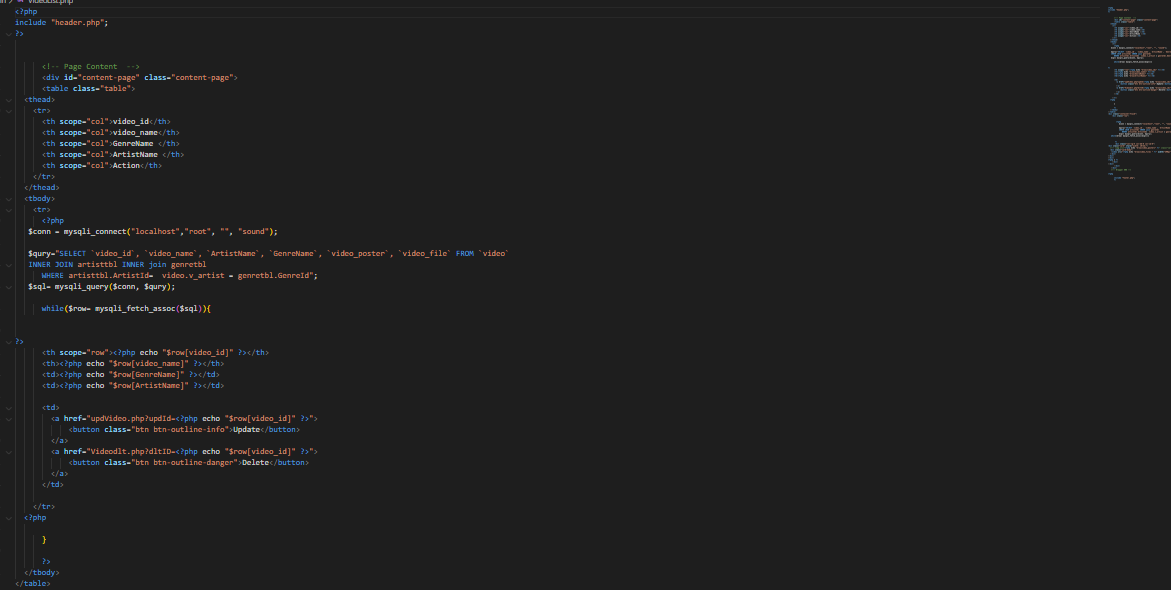 VideoList.php
<?php
include "header.php";
?>
<!-- Page Content  -->
<div id="content-page" class="content-page">
<table class="table">
<thead>
<tr>
<th scope="col">video_id</th>
<th scope="col">video_name</th>
<th scope="col">GenreName </th>
<th scope="col">ArtistName </th>
<th scope="col">Action</th>
</tr>
</thead>
<tbody>
<tr>
<?php
$conn = mysqli_connect("localhost","root", "", "sound");
$qury="SELECT `video_id`, `video_name`, `ArtistName`, `GenreName`, `video_poster`, `video_file` FROM `video`
INNER JOIN artisttbl INNER join genretbl
WHERE artisttbl.ArtistId=  video.v_artist = genretbl.GenreId";
$sql= mysqli_query($conn, $qury);
while($row= mysqli_fetch_assoc($sql)){
?>
<th scope="row"><?php echo "$row[video_id]" ?></th>
<th><?php echo "$row[video_name]" ?></th>
<td><?php echo "$row[GenreName]" ?></td>
<td><?php echo "$row[ArtistName]" ?></td>
<td>
<a href="updVideo.php?updId=<?php echo "$row[video_id]" ?>">
<button class="btn btn-outline-info">Update</button>
</a>
<a href="Videodlt.php?dltID=<?php echo "$row[video_id]" ?>">
<button class="btn btn-outline-danger">Delete</button>
</a>
</td>
</tr>
<?php
}
?>
</tbody>
</table>